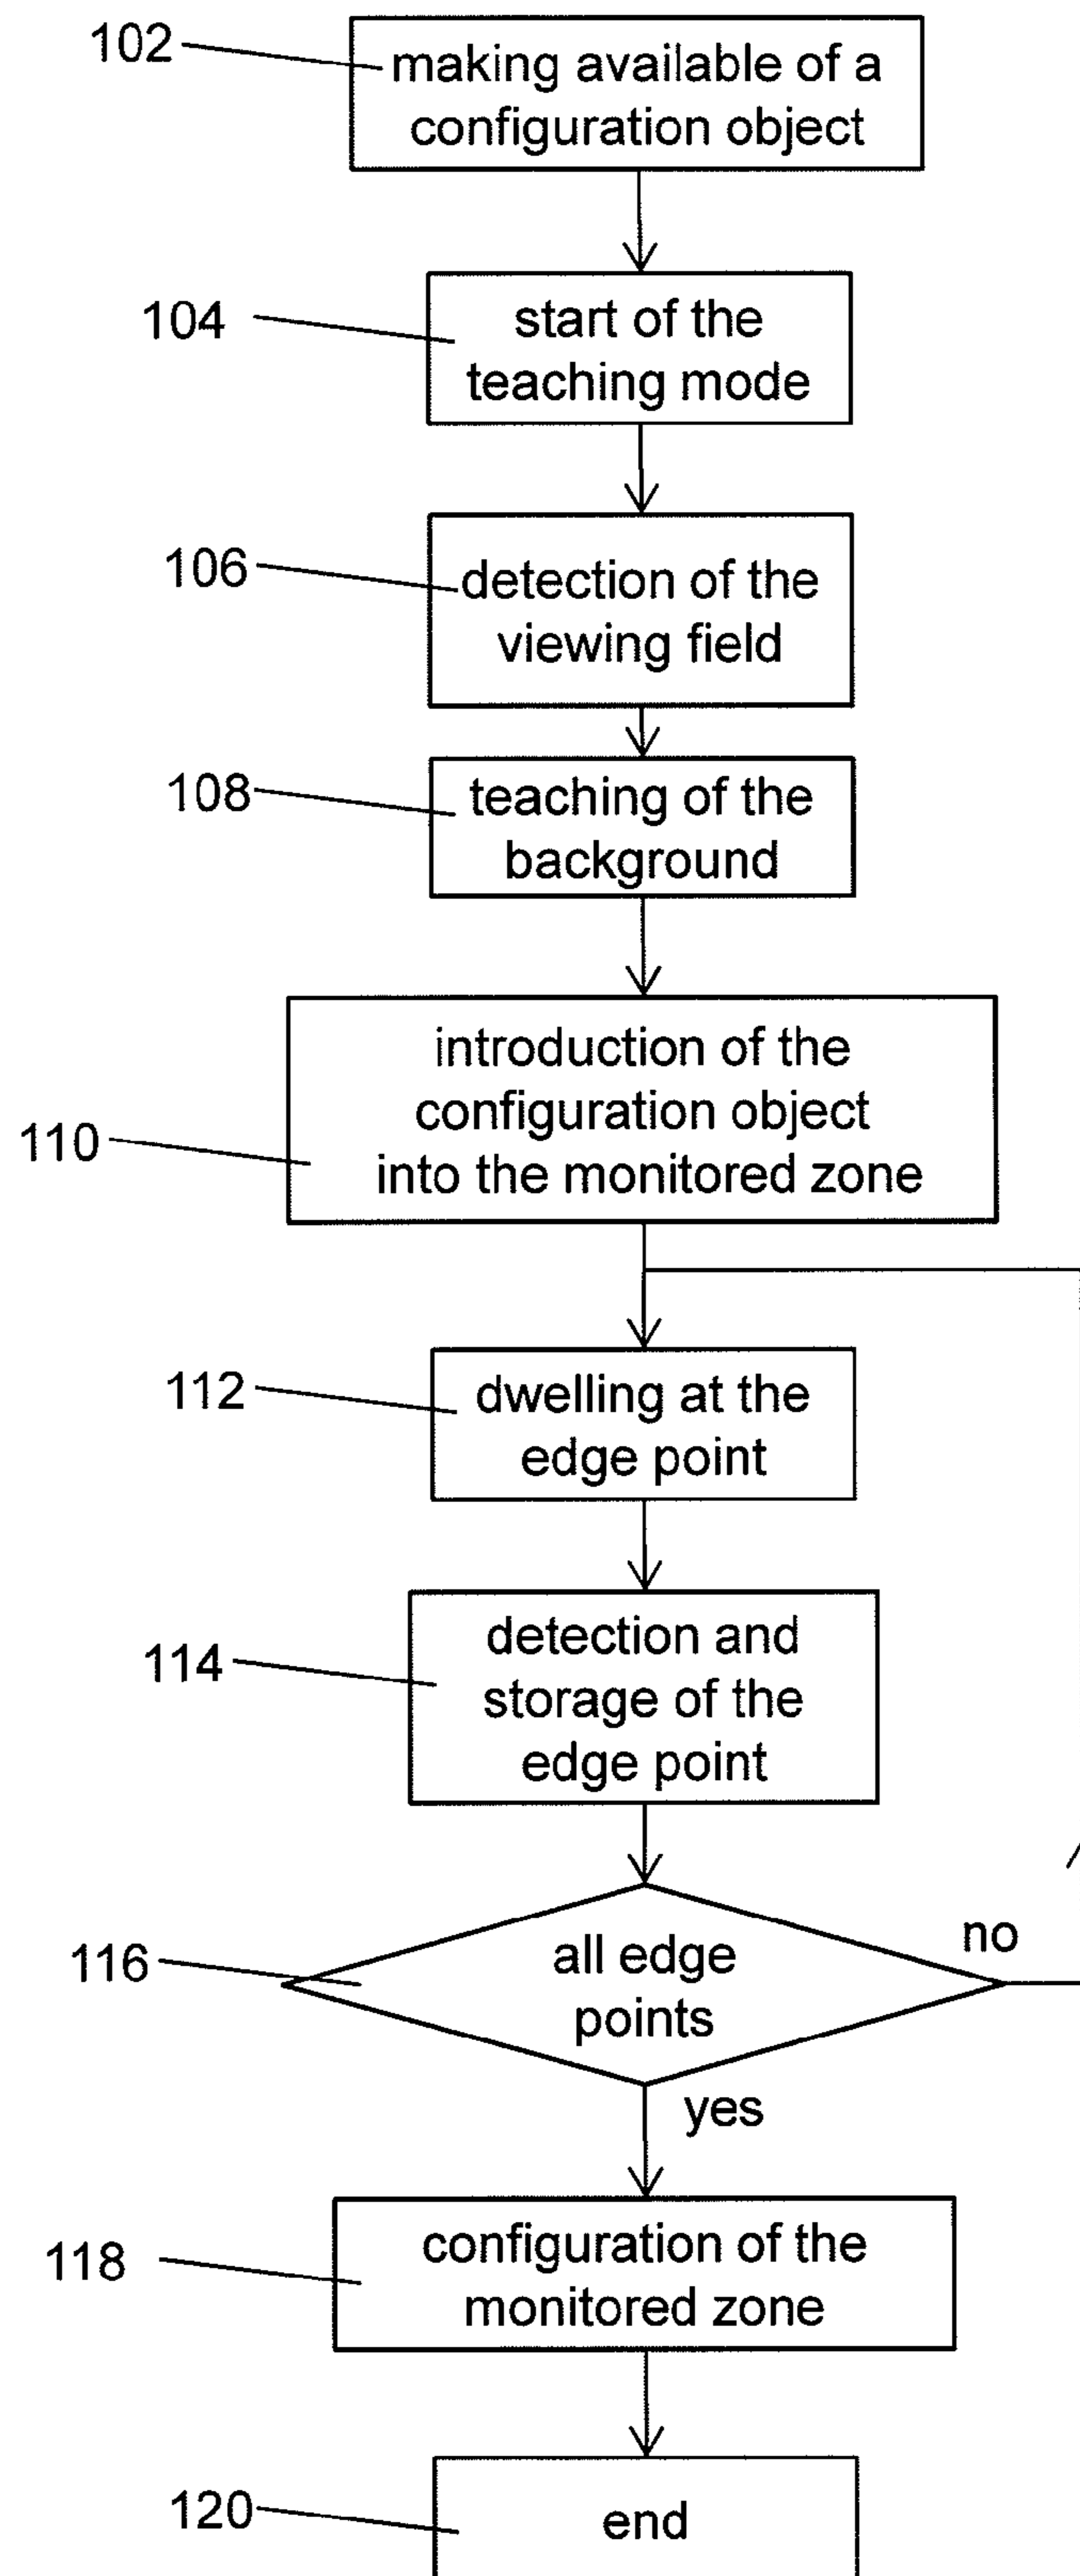 102
making available of a
configuration object
104
start of the
teaching mode
106
detection of the
viewing field
108
teaching of the
background
110
introduction of the
configuration object
into the monitored zone
112
dwelling at the
edge point
114
detection and
storage of the
edge point
116
all edge
points
no
yes
118
configuration of the
monitored zone
120
end